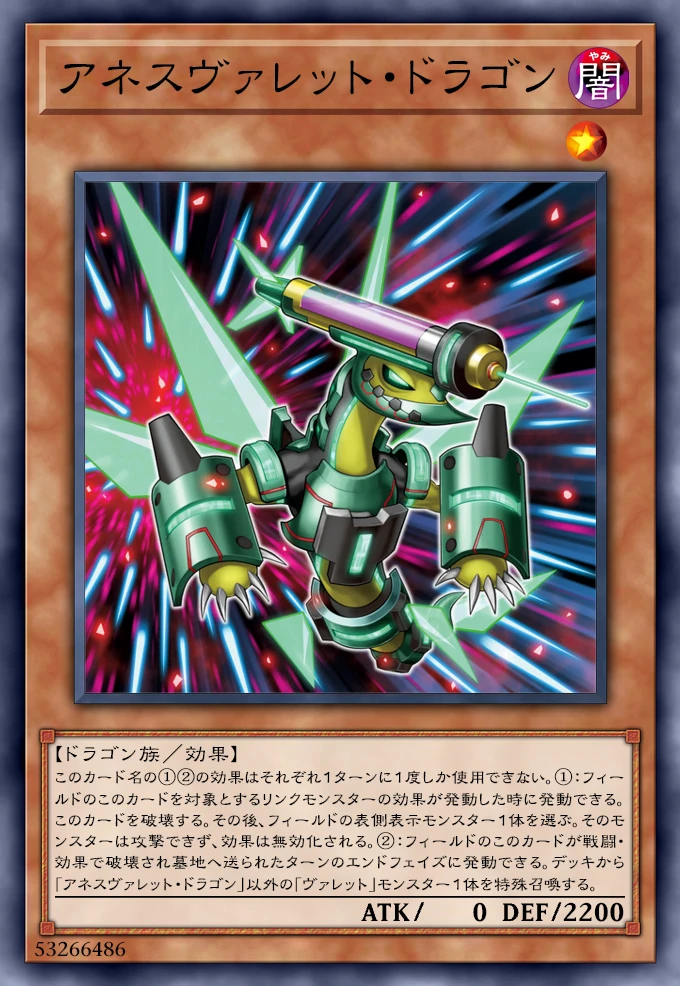 アネスヴァレット・ドラゴン
やみ
闇
【ドラゴン族／効果】
このカード名の①②の効果はそれぞれ1ターンに1度しか使用できない。①：フィー
ルドのこのカードを対象とするリンクモンスターの効果が発動した時に発動できる。
このカードを破壊する。その後、フィールドの表側表示モンスター1体を選ぶ。そのモ
ンスターは攻撃できず、効果は無効化される。②：フィールドのこのカードが戦闘・
効果で破壊され墓地へ送られたターンのエンドフェイズに発動できる。デッキから
「アネスヴァレット・ドラゴン」以外の「ヴァレット」モンスター1体を特殊召喚する。
ATK/ 0 DEF/2200
53266486